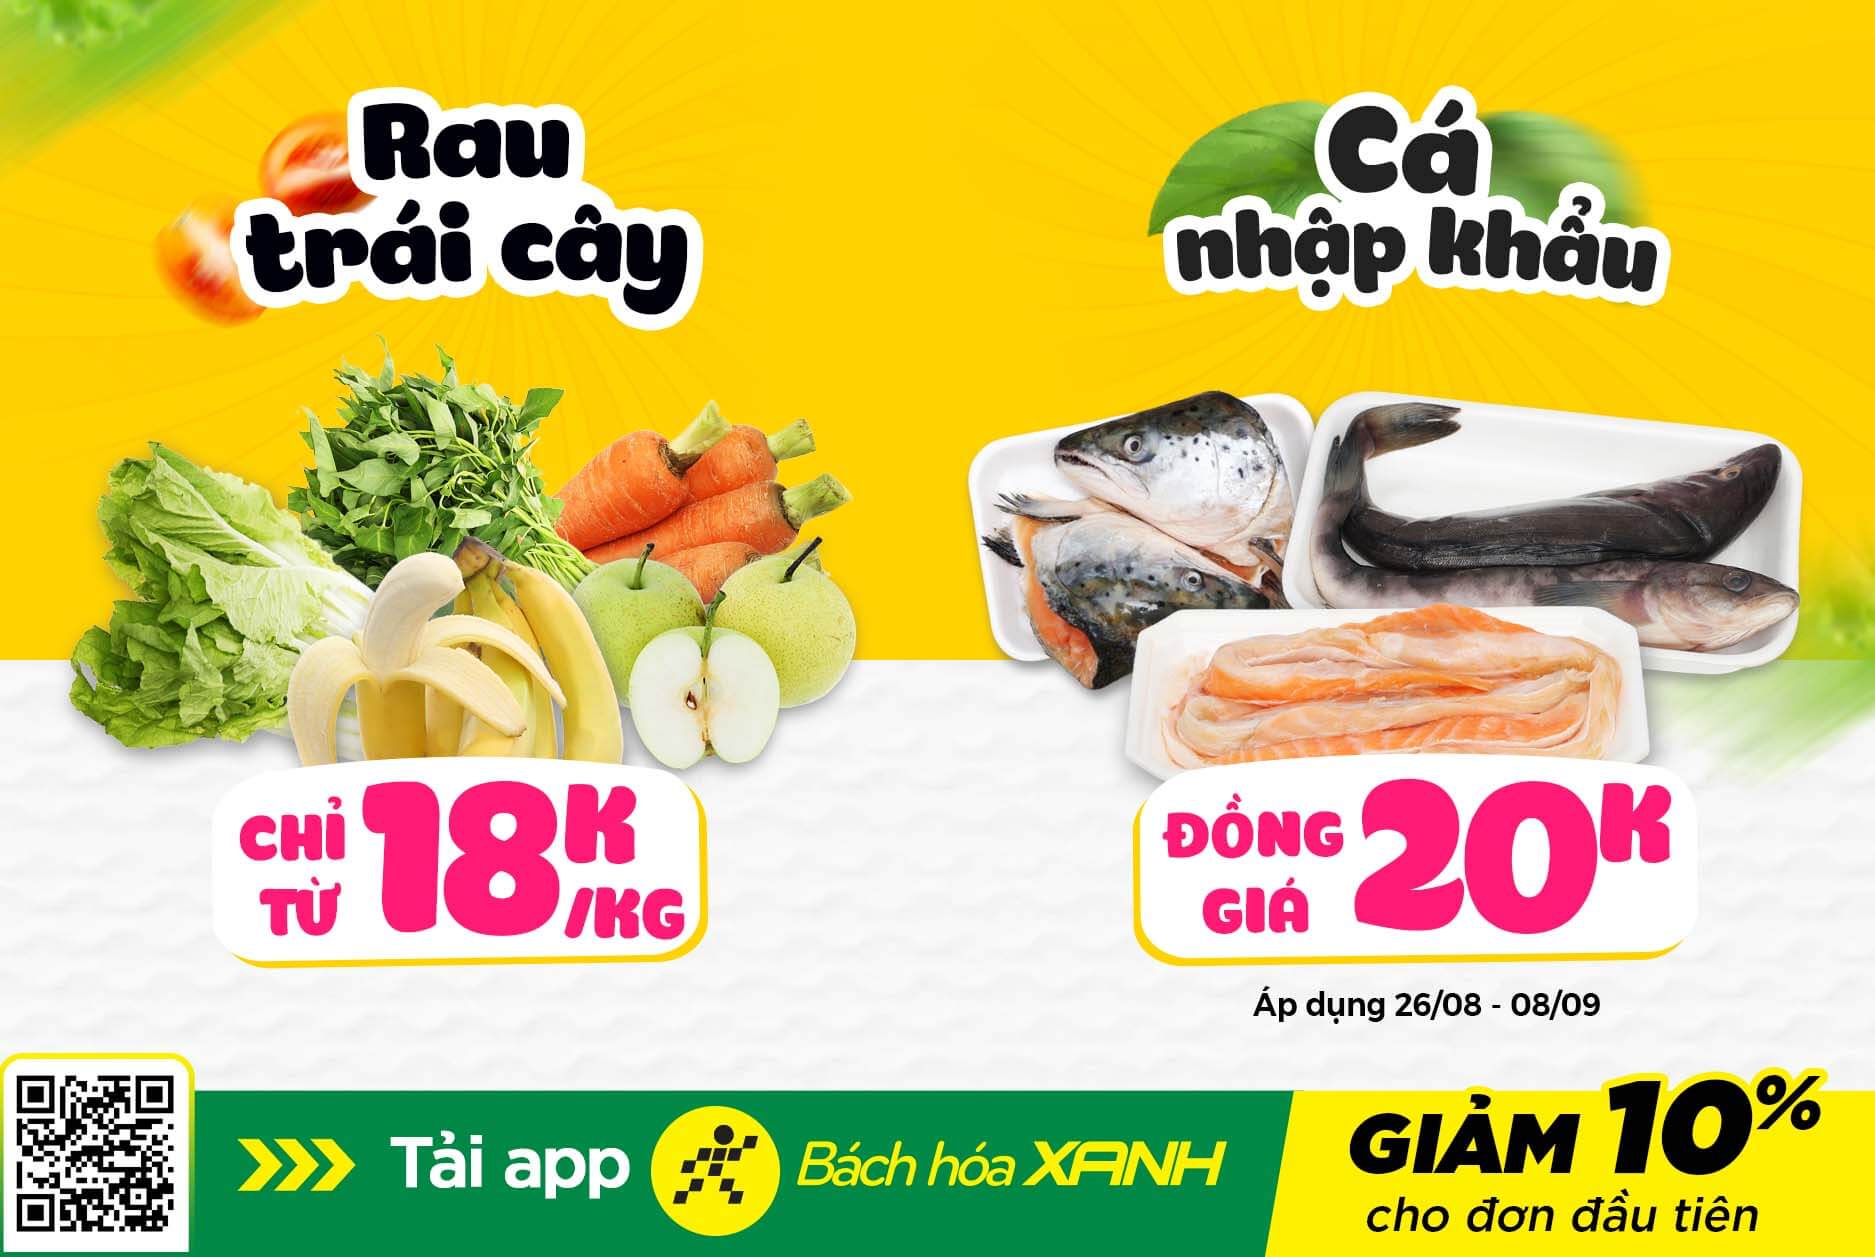 Rau
trái cây
CHỈ
TỪ
18K
/KG
Cá
nhập khẩu
ĐỒNG
GIÁ
20K
Áp dụng 26/08 - 08/09
Tải app
Bách hóa XANH
GIẢM 10%
cho đơn đầu tiên